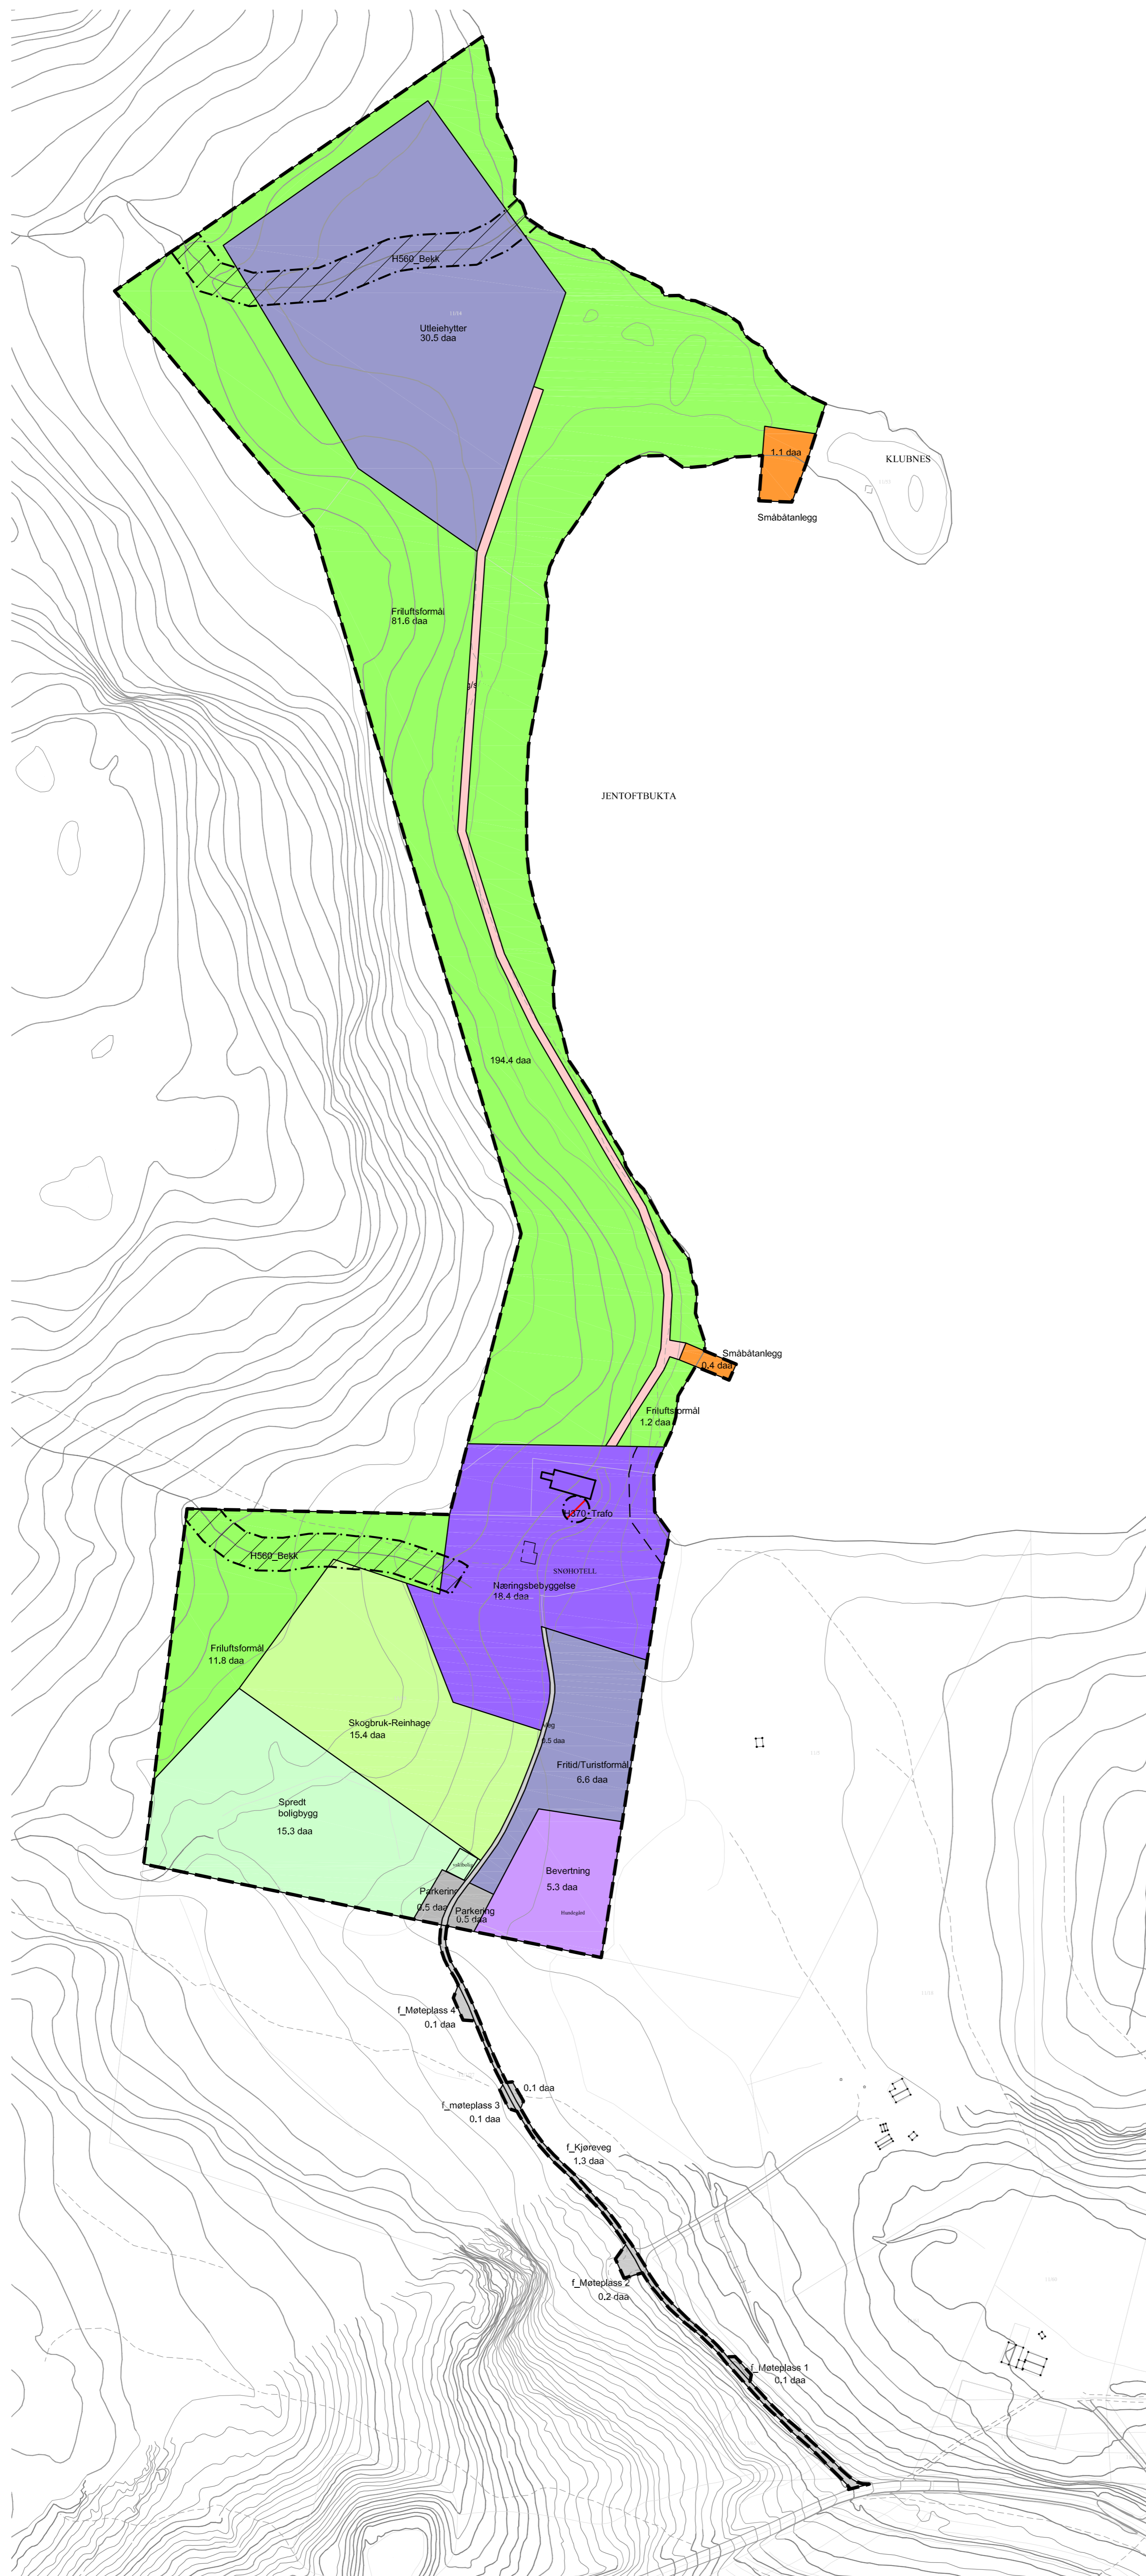 H560_Bekk
Utleiehytter
30.5 daa
1.1 daa
KLUBNES
Småbåtanlegg
Friluftsformål
81.6 daa
g/s
JENTOFTBUKTA
194.4 daa
Småbåtanlegg
0.4 daa
Friluftsformål
1.2 daa
H370_Trafo
H560_Bekk
SNØHOTELL
Næringsbebyggelse
18.4 daa
Friluftsformål
11.8 daa
Skogbruk-Reinhage
15.4 daa
0.5 daa
Fritid/Turistformål
6.6 daa
Spredt
boligbygg
15.3 daa
Bevertning
5.3 daa
Hundegård
Parkering
0.5 daa
Parkering
0.5 daa
f_Møteplass 4
0.1 daa
0.1 daa
f_møteplass 3
0.1 daa
f_Kjøreveg
1.3 daa
f_Møteplass 2
0.2 daa
f_Møteplass 1
0.1 daa